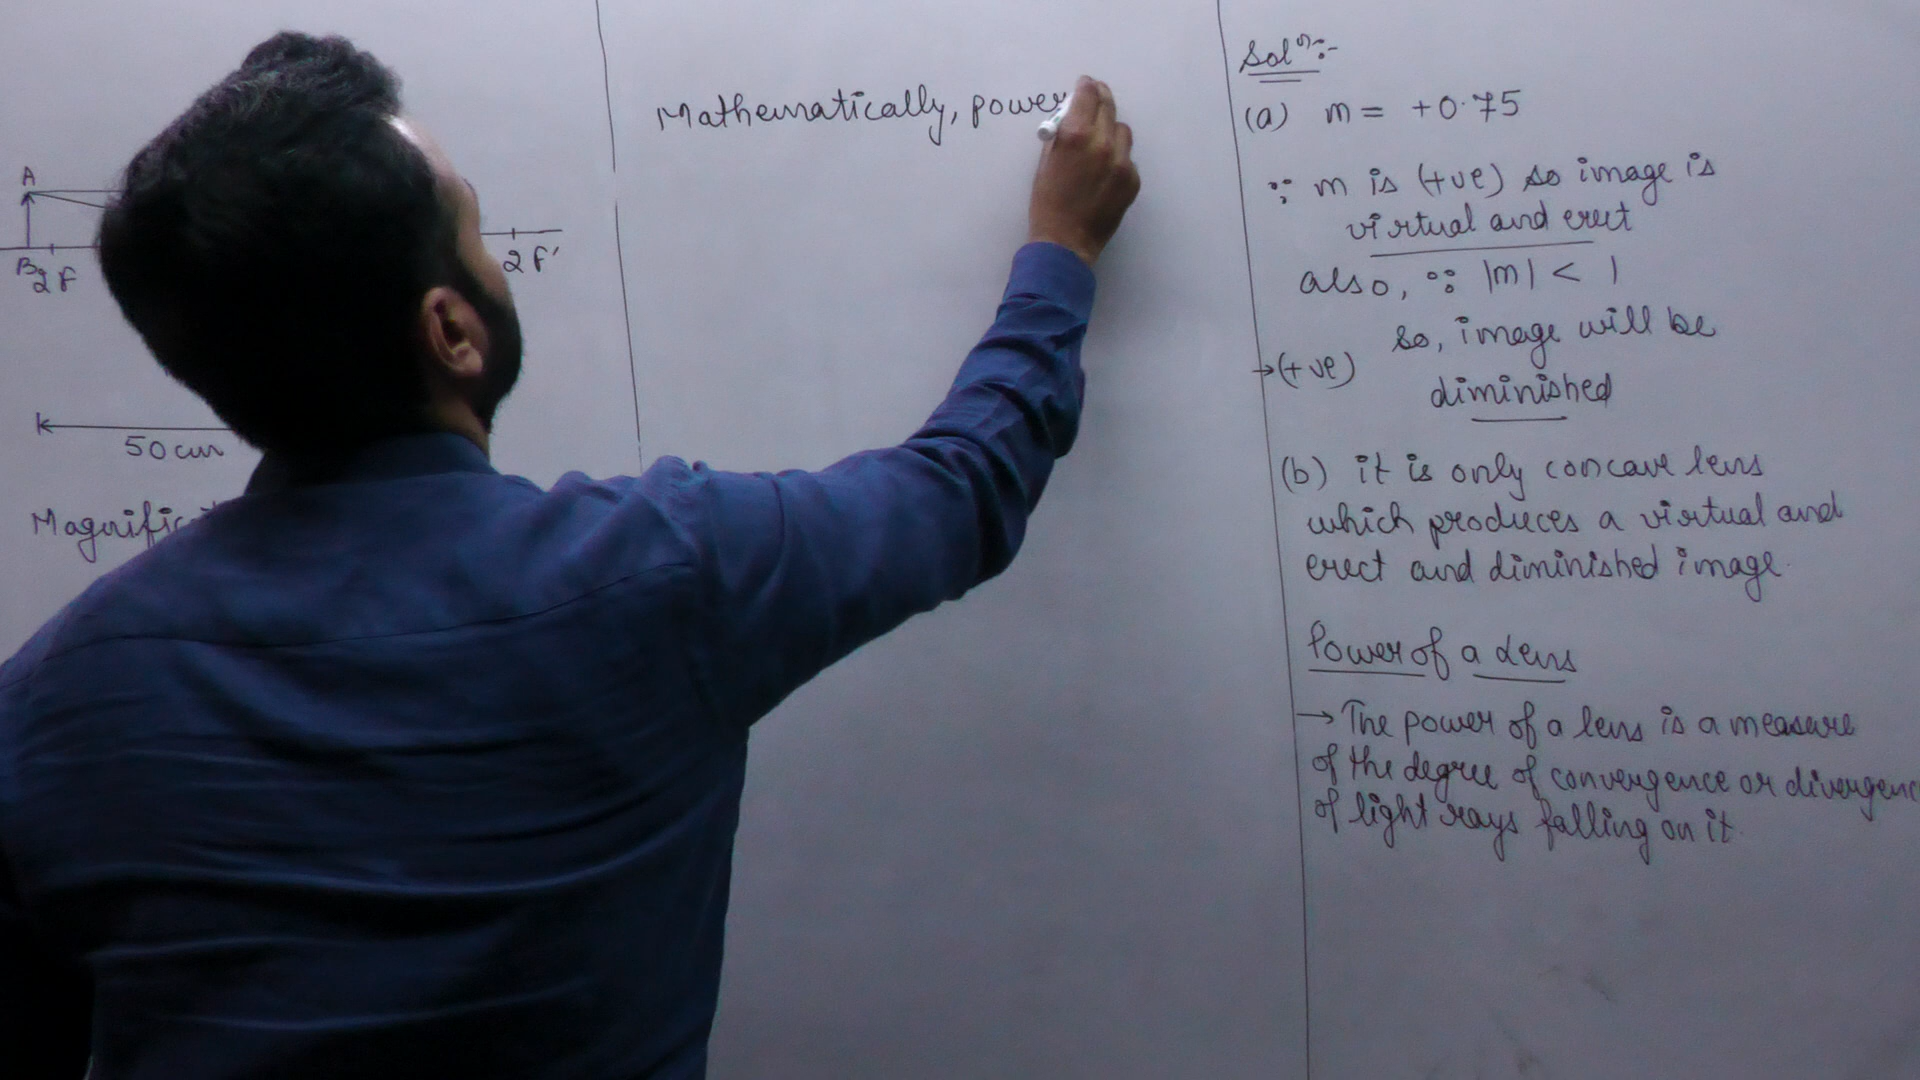 A
B 2F
2F'
50 cm
Mathematically, power
Solⁿ:-
(a) m = +0.75
∵ m is (+ve) so image is
virtual and erect
also, ∵ |m| < 1
so, image will be
→(+ve)
diminished
(b) it is only concave lens
which produces a virtual and
erect and diminished image.
Power of a Lens
→ The power of a lens is a measure
of the degree of convergence or divergenc
of light rays falling on it.